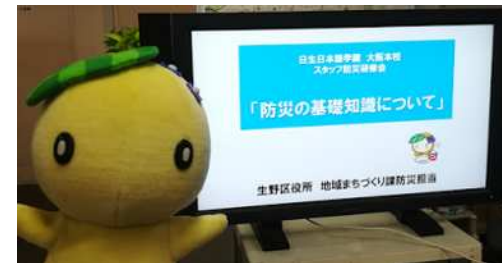 日生日本語学園 大阪本校
スタッフ防災研修会
「防災の基礎知識について」
生野区役所 地域まちづくり課防災担当